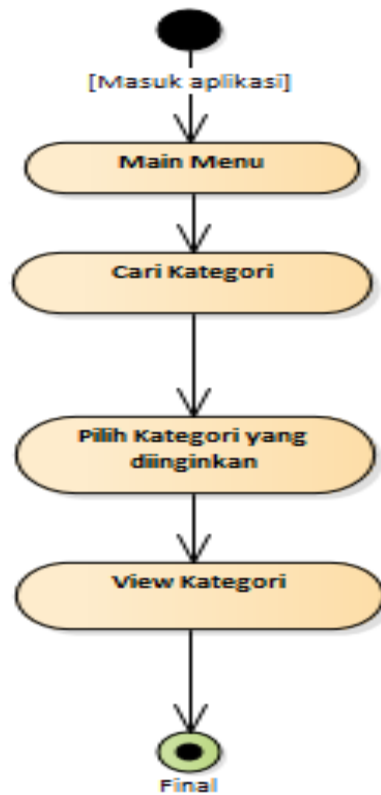 [Masuk aplikasi]
Main Menu
Cari Kategori
Pilih Kategori yang
diinginkan
View Kategori
Final